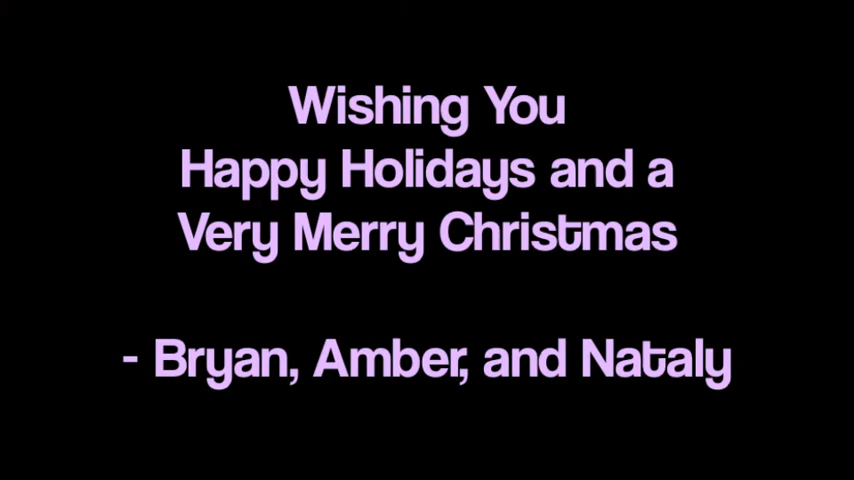 Wishing You
Happy Holidays and a
Very Merry Christmas
- Bryan, Amber, and Nataly